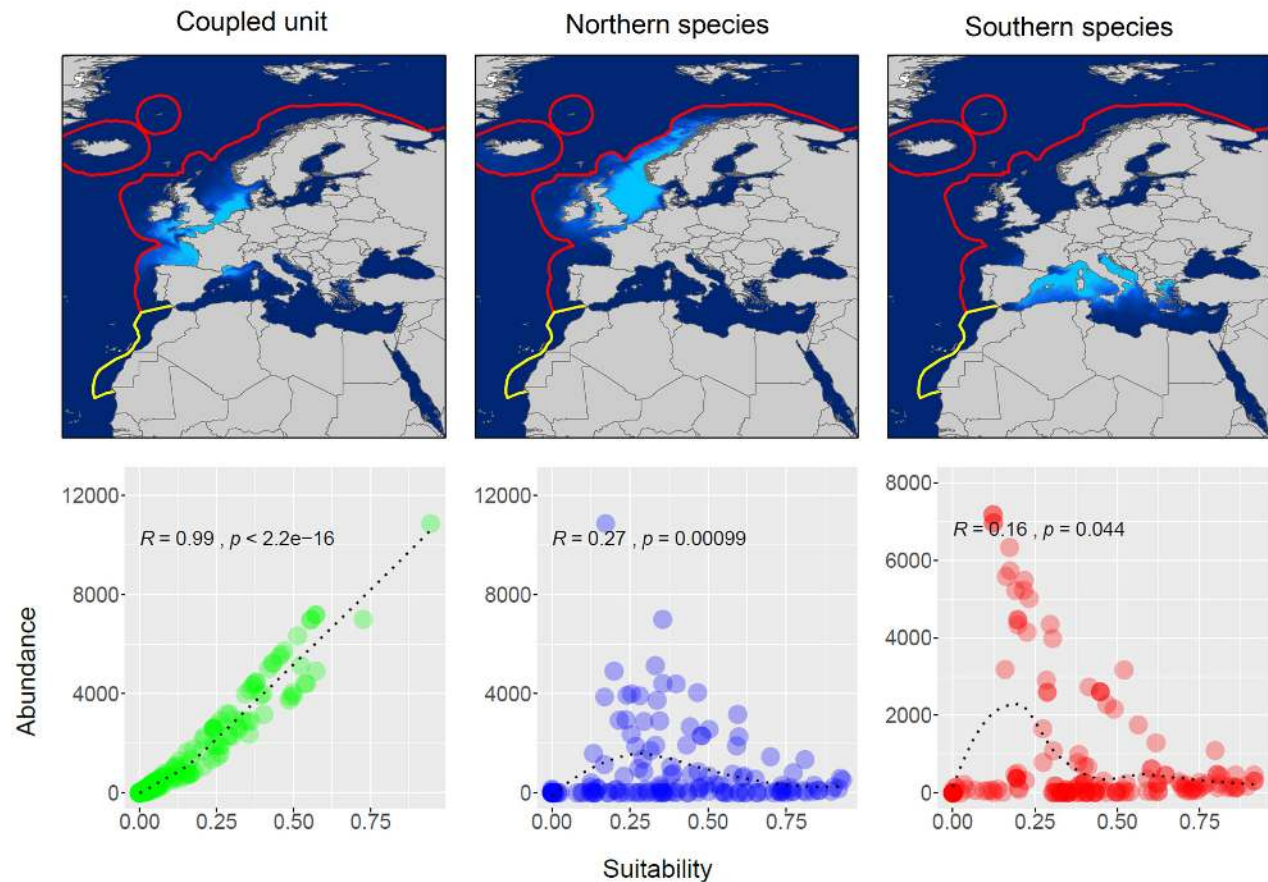 Coupled unit
Northern species
Southern species
12000
8000
4000
0
R = 0.99 , p < 2.2e−16
0.00 0.25 0.50 0.75
12000
8000
4000
0
R = 0.27 , p = 0.00099
0.00 0.25 0.50 0.75
8000
6000
4000
2000
0
R = 0.16 , p = 0.044
0.00 0.25 0.50 0.75
Abundance
Suitability